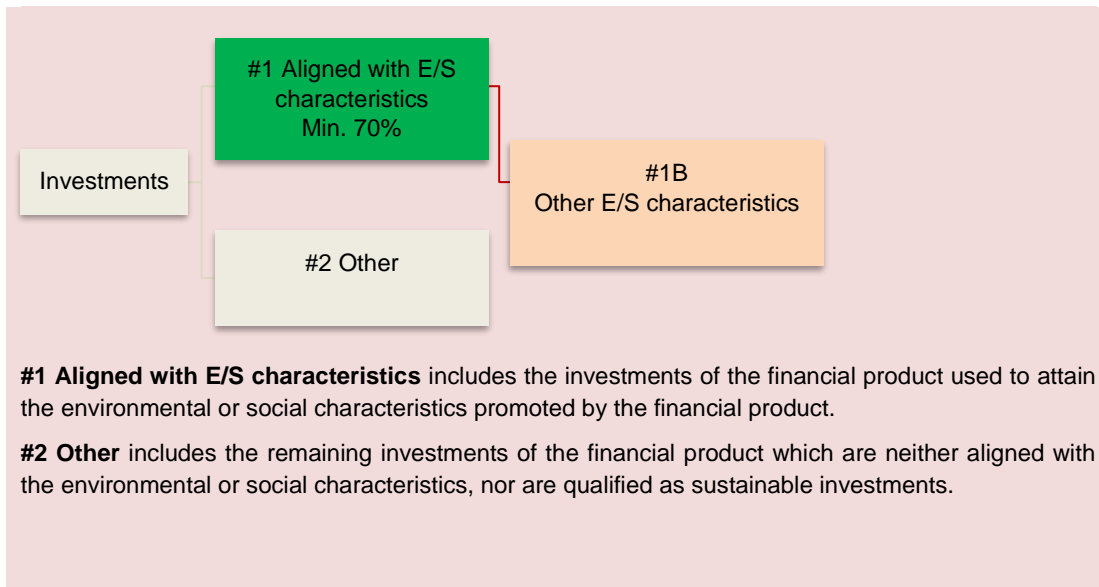 #1 Aligned with E/S
characteristics
Min. 70%
Investments
#1B
Other E/S characteristics
#2 Other
#1 Aligned with E/S characteristics includes the investments of the financial product used to attain
the environmental or social characteristics promoted by the financial product.
#2 Other includes the remaining investments of the financial product which are neither aligned with
the environmental or social characteristics, nor are qualified as sustainable investments.